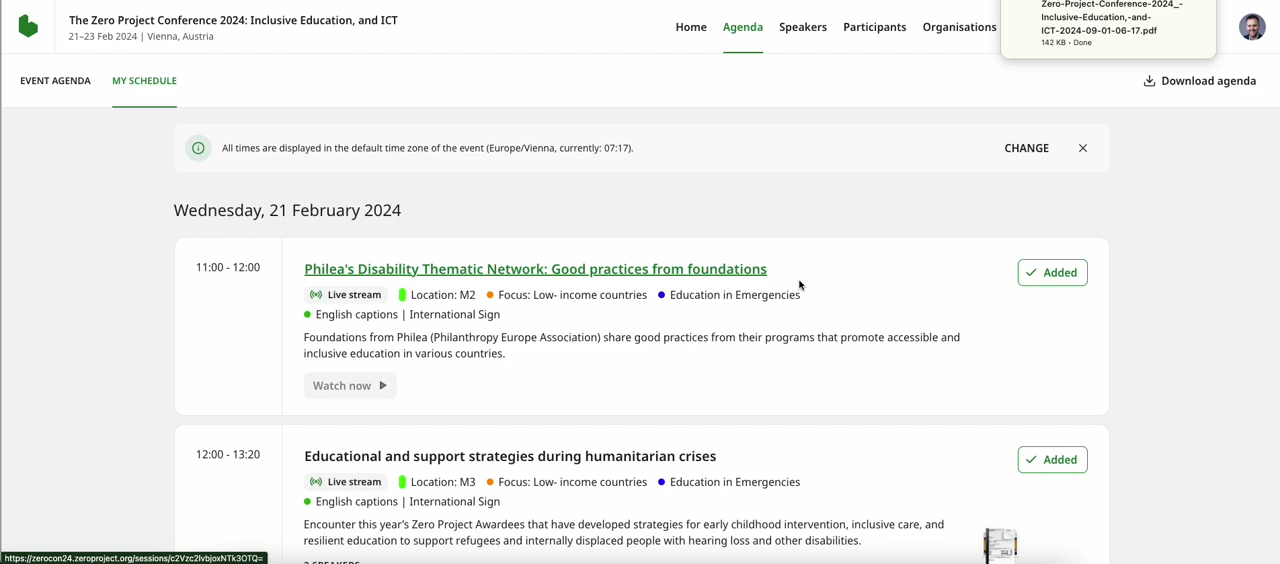 The Zero Project Conference 2024: Inclusive Education, and ICT
21–23 Feb 2024 | Vienna, Austria
Home
Agenda
Speakers
Participants
Organisations
Zero-Project-Conference-2024_-
Inclusive-Education,-and-
ICT-2024-09-01-06-17.pdf
142 KB • Done
EVENT AGENDA
MY SCHEDULE
Download agenda
All times are displayed in the default time zone of the event (Europe/Vienna, currently: 07:17).
CHANGE
Wednesday, 21 February 2024
11:00 - 12:00
Philea's Disability Thematic Network: Good practices from foundations
Added
Live stream
Location: M2
Focus: Low- income countries
Education in Emergencies
English captions | International Sign
Foundations from Philea (Philanthropy Europe Association) share good practices from their programs that promote accessible and
inclusive education in various countries.
Watch now
12:00 - 13:20
Educational and support strategies during humanitarian crises
Added
Live stream
Location: M3
Focus: Low- income countries
Education in Emergencies
English captions | International Sign
Encounter this year’s Zero Project Awardees that have developed strategies for early childhood intervention, inclusive care, and
resilient education to support refugees and internally displaced people with hearing loss and other disabilities.
SPEAKERS